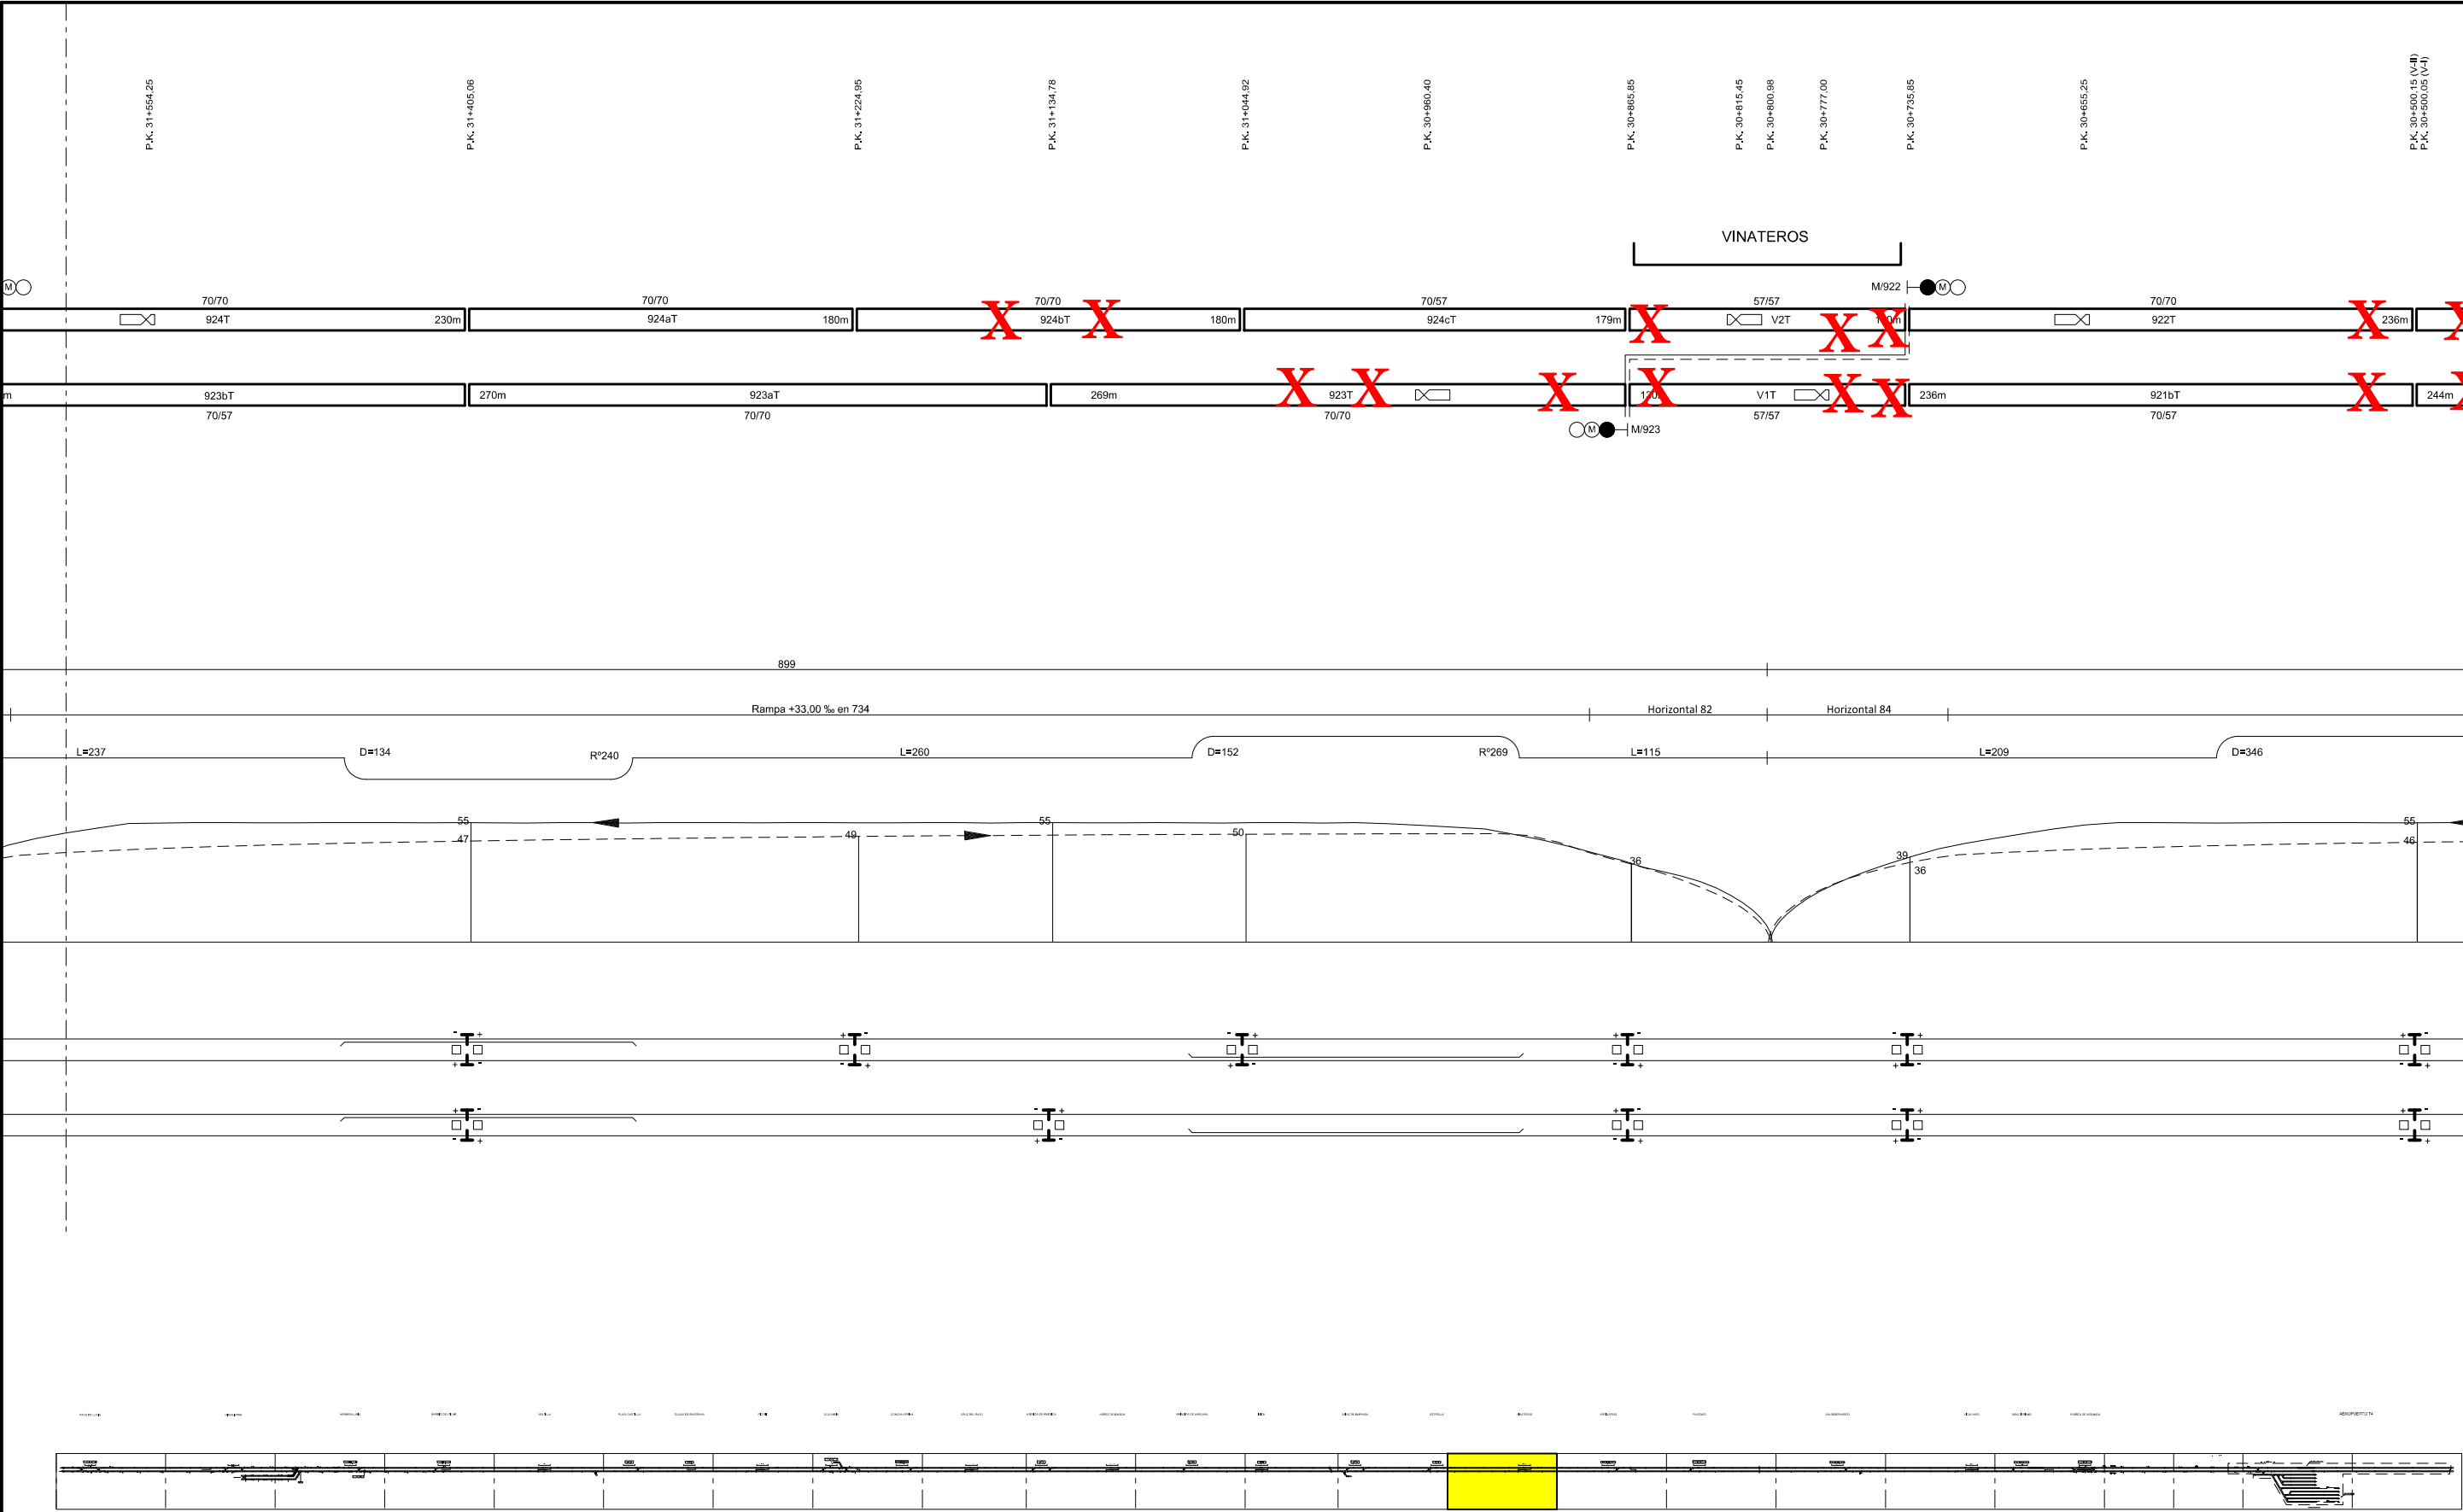 P.K. 31+554,25
P.K. 31+405,06
P.K. 31+224,95
P.K. 31+134,78
P.K. 31+044,92
P.K. 30+960,40
P.K. 30+865,85
P.K. 30+815,45
P.K. 30+800,98
P.K. 30+777,00
P.K. 30+735,85
P.K. 30+655,25
P.K. 30+500,15 (V-II)
P.K. 30+500,05 (V-I)
VINATEROS
M
M/922 M
70/70 70/70 70/70 70/57 57/57 70/70
924T 230m 924aT 180m X 924bT X 180m 924cT 179m X V2T X X 922T X 236m X
m 923bT 270m 923aT 269m X 923T X X X V1T X X 236m 921bT X 244m X
70/57 70/70 70/70 57/57 70/57
M M/923
899
Rampa +33,00 ‰ en 734 Horizontal 82 Horizontal 84
L=237 D=134 Rº240 L=260 D=152 Rº269 L=115 L=209 D=346
55 55 55
47 49 50 36 39 36 46
- + + - - + + - - + + -
+ - - + + - - + + - - +
+ - - + + - - + + -
- + + - - + + - - +
AEROPUERTO T4